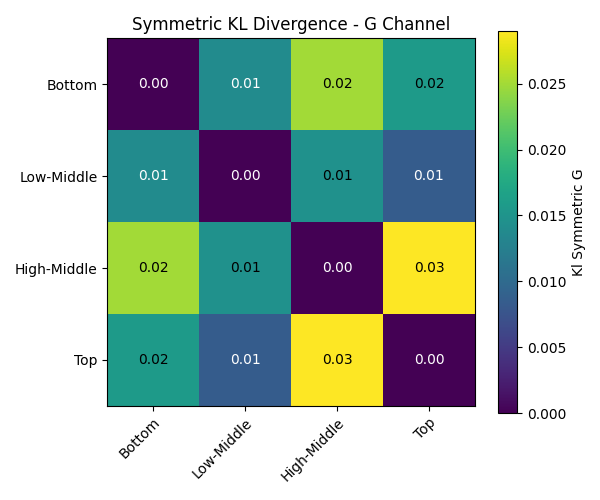 Symmetric KL Divergence - G Channel
Bottom 0.00 0.01 0.02 0.02
Low-Middle 0.01 0.00 0.01 0.01
High-Middle 0.02 0.01 0.00 0.03
Top 0.02 0.01 0.03 0.00
Bottom Low-Middle High-Middle Top
0.025
0.020
0.015
0.010
0.005
0.000
Kl Symmetric G